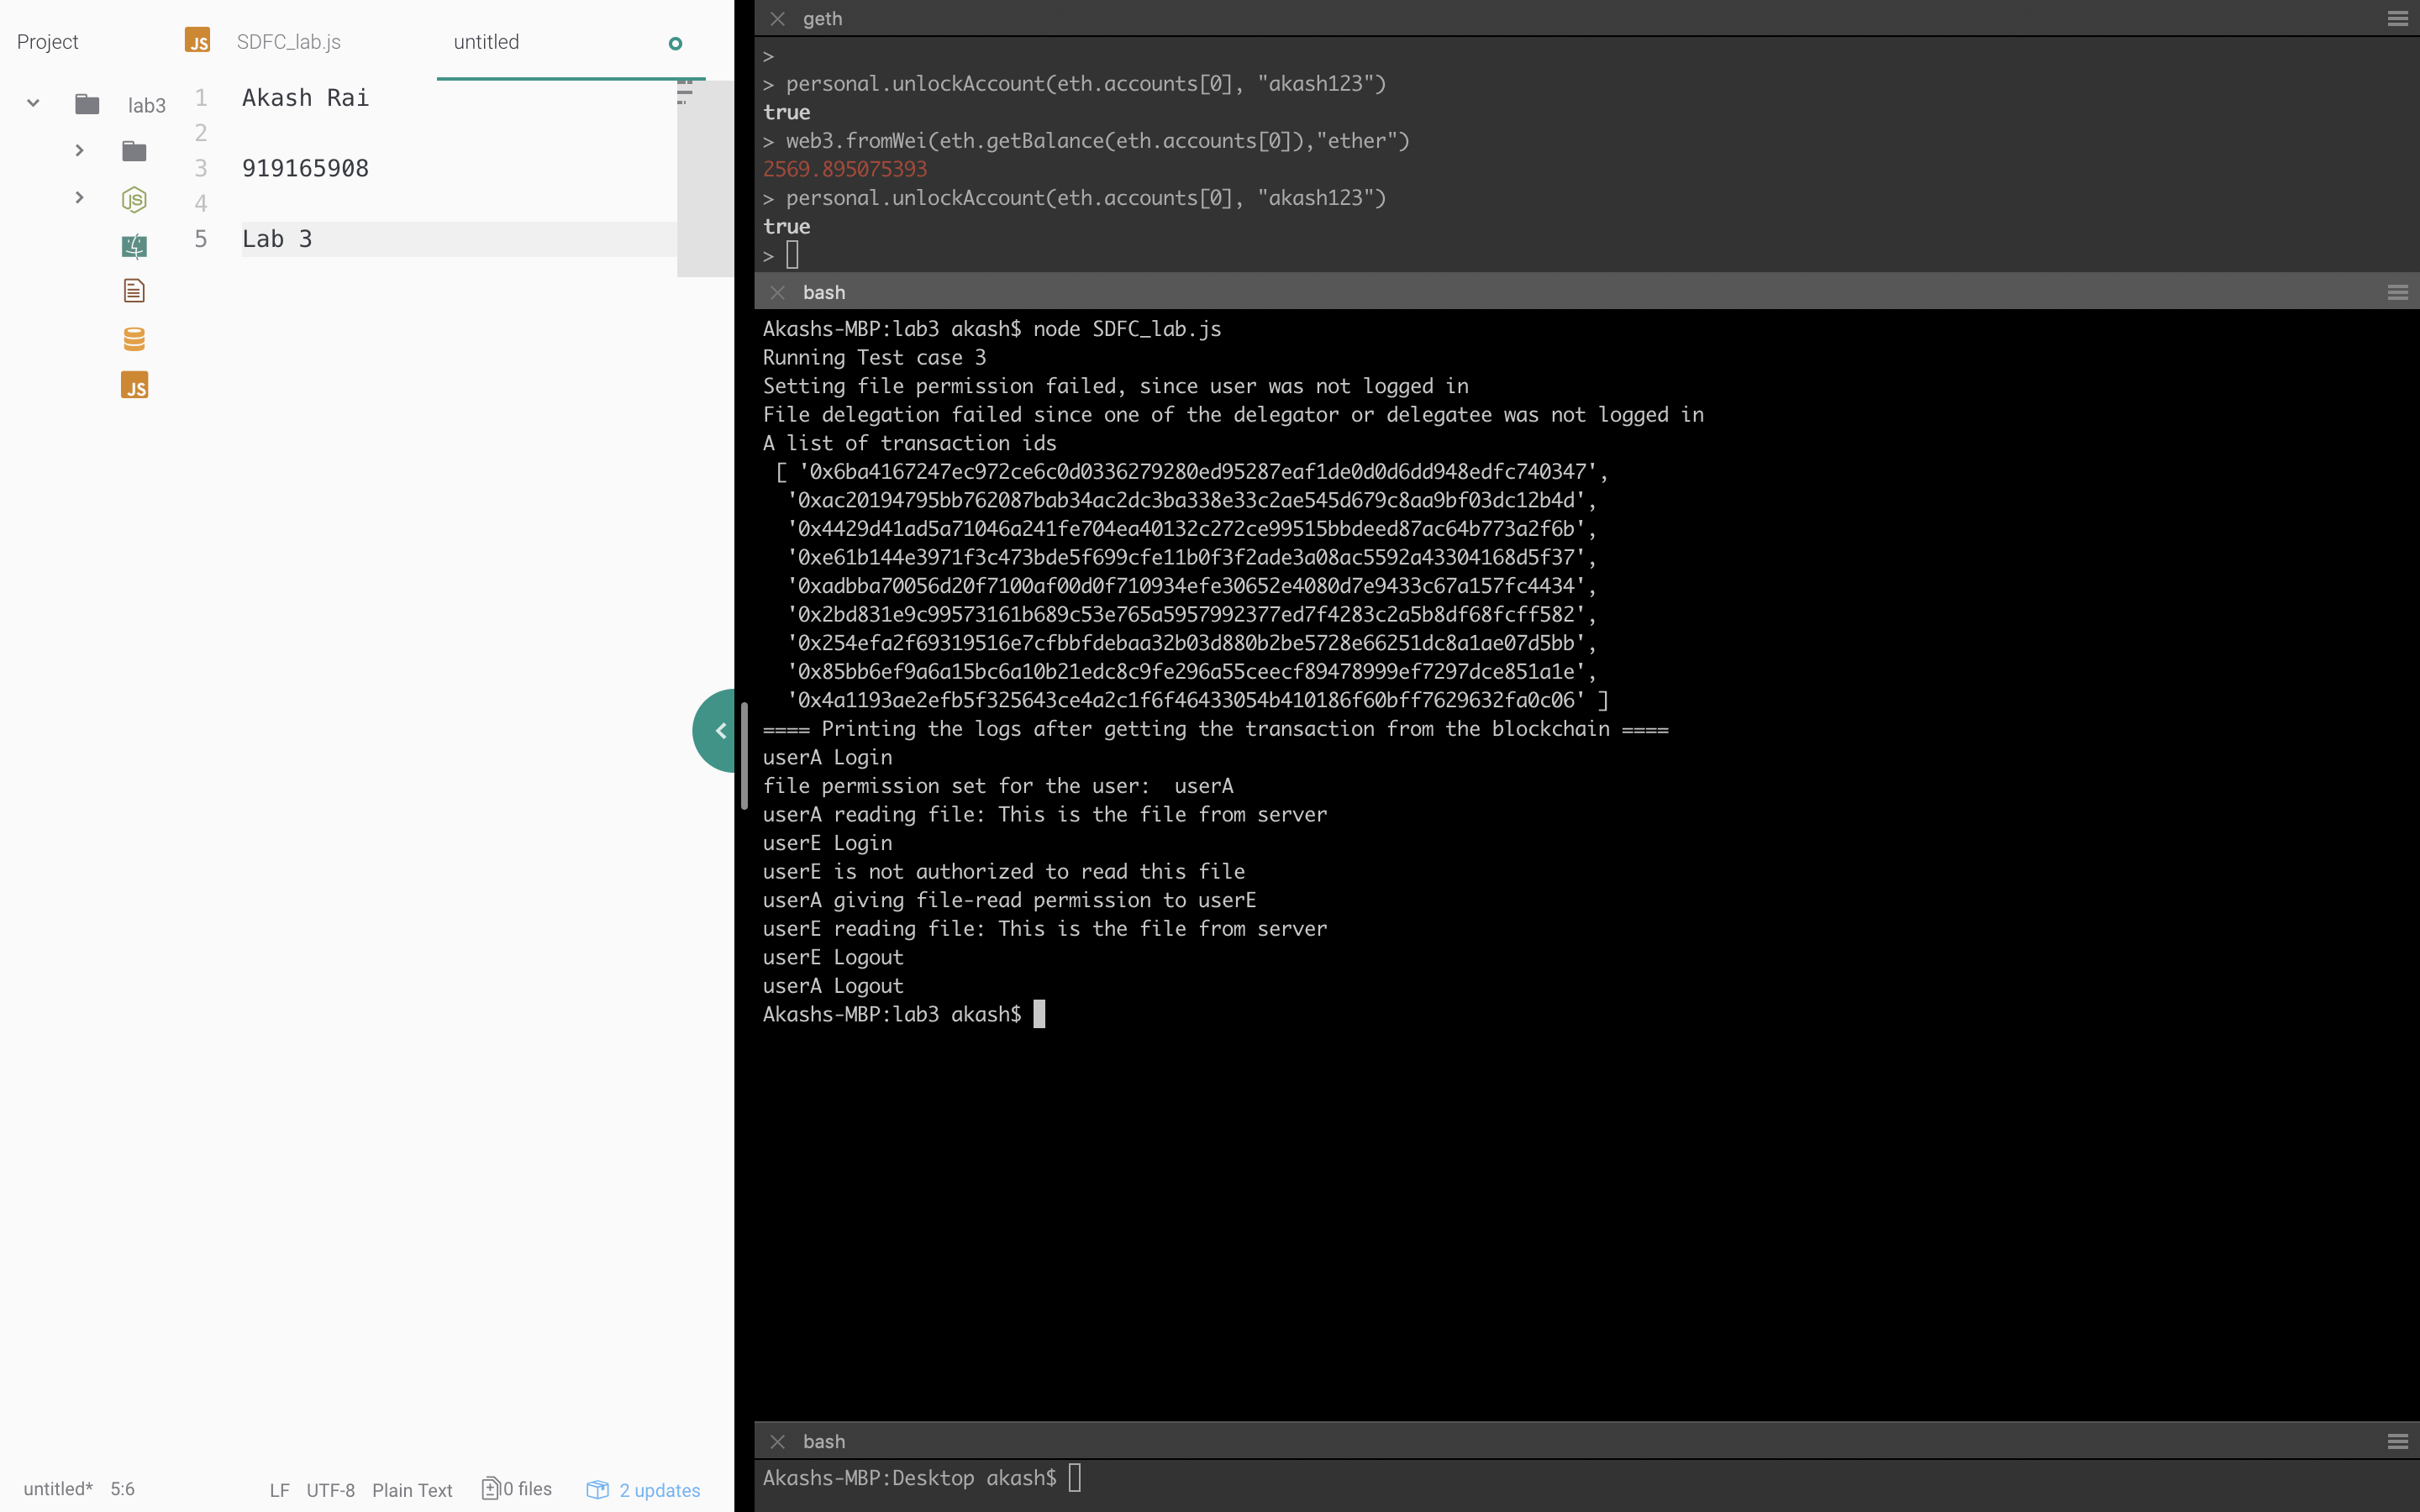 Project
SDFC_lab.js
untitled
lab3
1 Akash Rai
2
3 919165908
4
5 Lab 3
untitled* 5:6 LF UTF-8 Plain Text 0 files 2 updates
geth
>
> personal.unlockAccount(eth.accounts[0], "akash123")
true
> web3.fromWei(eth.getBalance(eth.accounts[0]),"ether")
2569.895075393
> personal.unlockAccount(eth.accounts[0], "akash123")
true
>
bash
Akashs-MBP:lab3 akash$ node SDFC_lab.js
Running Test case 3
Setting file permission failed, since user was not logged in
File delegation failed since one of the delegator or delegatee was not logged in
A list of transaction ids
[ '0x6ba4167247ec972ce6c0d0336279280ed95287eaf1de0d0d6dd948edfc740347',
'0xac20194795bb762087bab34ac2dc3ba338e33c2ae545d679c8aa9bf03dc12b4d',
'0x4429d41ad5a71046a241fe704ea40132c272ce99515bbdeed87ac64b773a2f6b',
'0xe61b144e3971f3c473bde5f699cfe11b0f3f2ade3a08ac5592a43304168d5f37',
'0xadbba70056d20f7100af00d0f710934efe30652e4080d7e9433c67a157fc4434',
'0x2bd831e9c99573161b689c53e765a5957992377ed7f4283c2a5b8df68fcff582',
'0x254efa2f69319516e7cfbbfdebaa32b03d880b2be5728e66251dc8a1ae07d5bb',
'0x85bb6ef9a6a15bc6a10b21edc8c9fe296a55ceecf89478999ef7297dce851a1e',
'0x4a1193ae2efb5f325643ce4a2c1f6f46433054b410186f60bff7629632fa0c06' ]
==== Printing the logs after getting the transaction from the blockchain ====
userA Login
file permission set for the user:  userA
userA reading file: This is the file from server
userE Login
userE is not authorized to read this file
userA giving file-read permission to userE
userE reading file: This is the file from server
userE Logout
userA Logout
Akashs-MBP:lab3 akash$
bash
Akashs-MBP:Desktop akash$